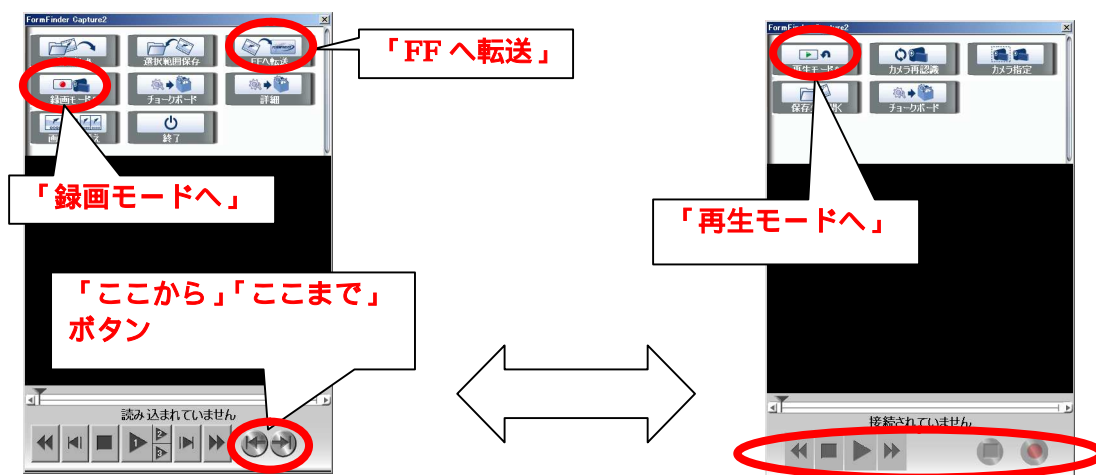 FormFinder Capture2
選択範囲保存
FFへ転送
録画モードへ
チョークボード
詳細
終了
「FFへ転送」
「録画モードへ」
「ここから」「ここまで」
ボタン
読み込まれていません
1
2
3
FormFinder Capture2
再生モードへ
カメラ再認識
カメラ指定
チョークボード
「再生モードへ」
接続されていません